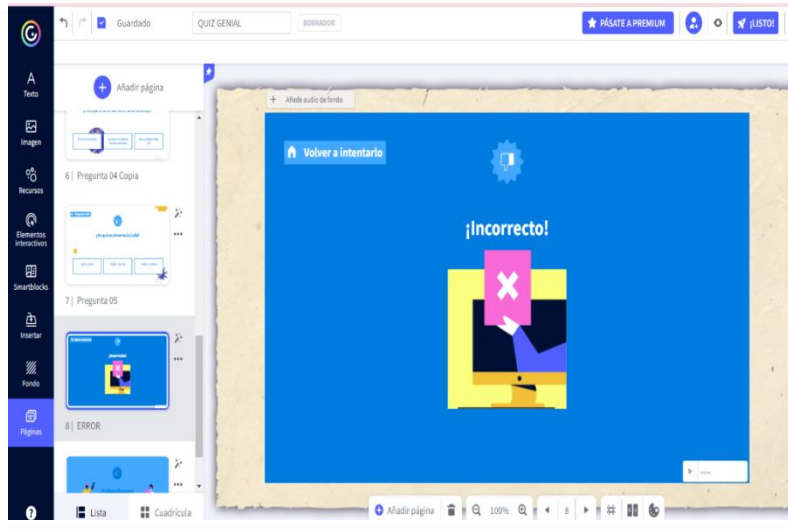 Guardado
QUIZ GENIAL
BORRADOR
PÁSATE A PREMIUM
¡LISTO!
Texto
Imagen
Recursos
Elementos
interactivos
Smartblocks
Insertar
Fondo
Páginas
Añadir página
6 | Pregunta 04 Copia
7 | Pregunta 05
8 | ERROR
Lista
Cuadrícula
Añade audio de fondo
Volver a intentarlo
¡Incorrecto!
Añadir página
100%
8